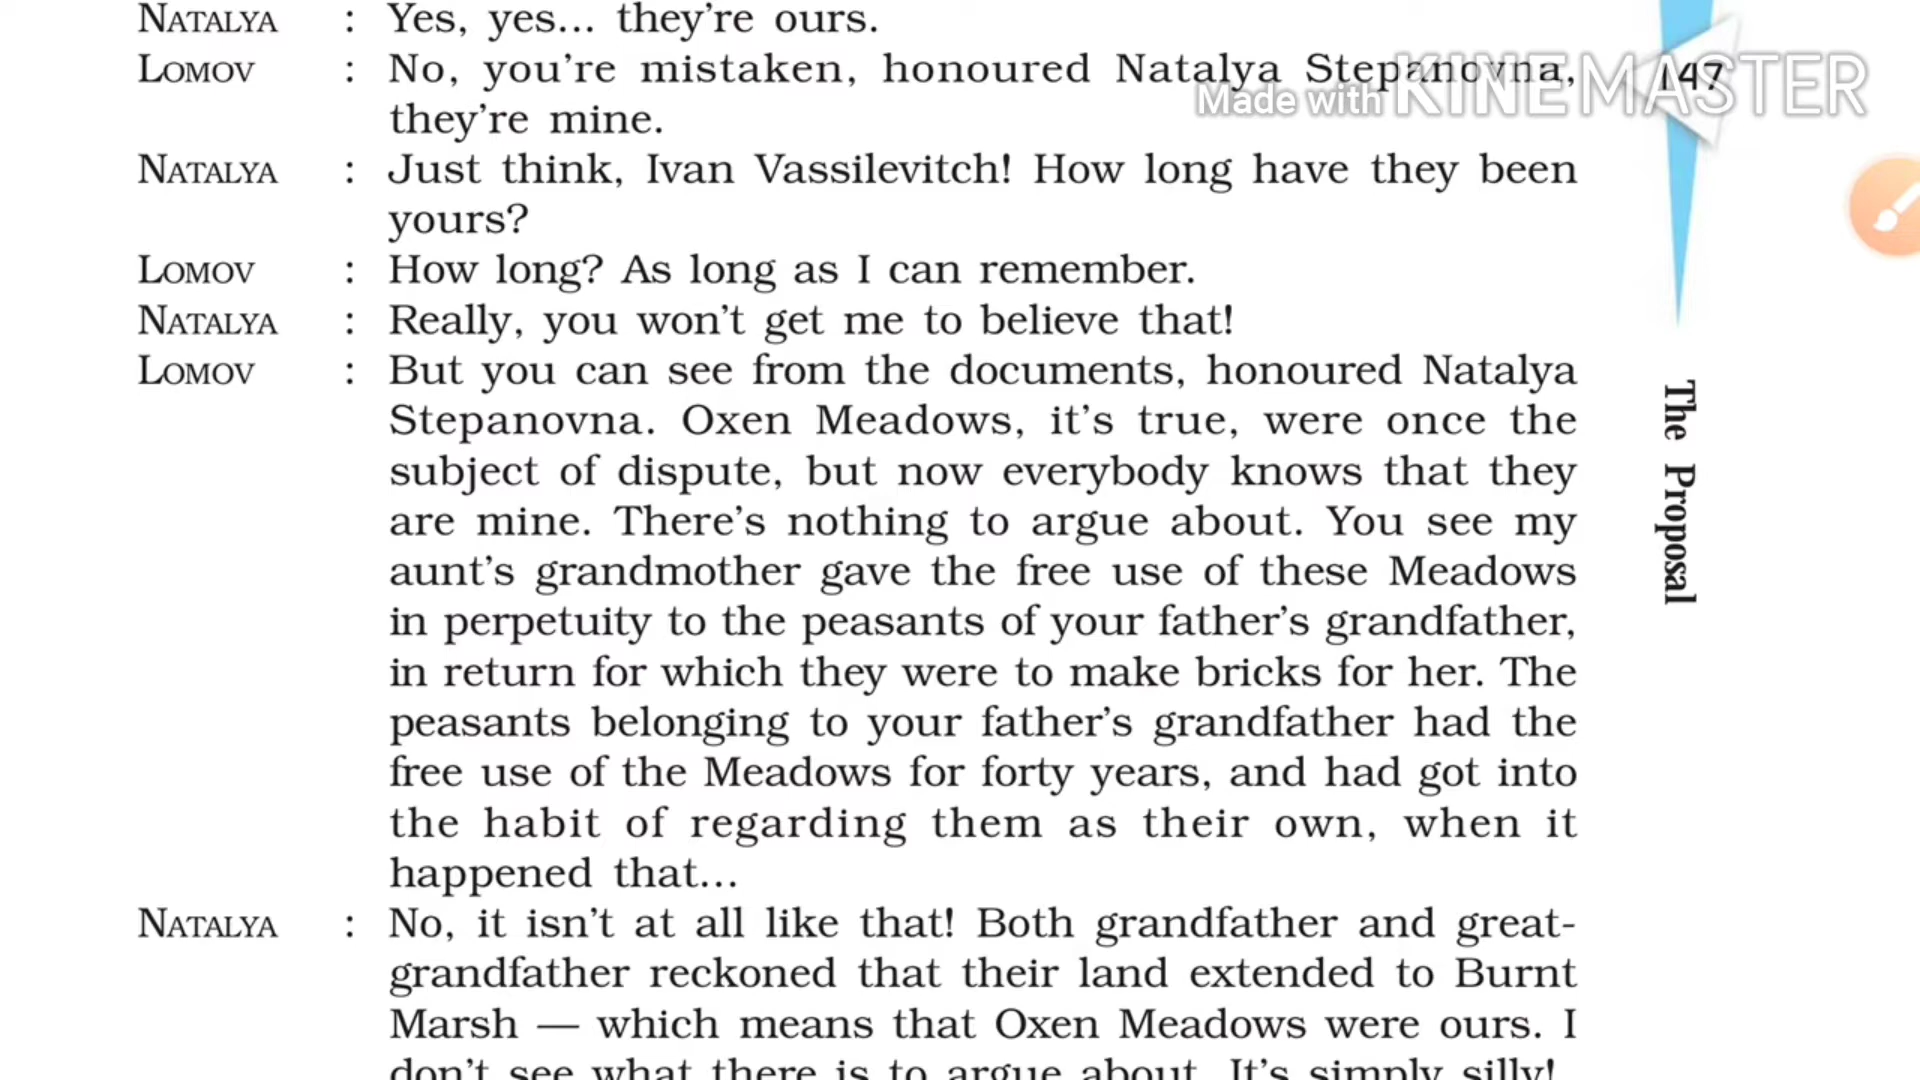 NATALYA : Yes, yes... they're ours.
LOMOV : No, you're mistaken, honoured Natalya Stepanovna,
they're mine.
NATALYA : Just think, Ivan Vassilevitch! How long have they been
yours?
LOMOV : How long? As long as I can remember.
NATALYA : Really, you won't get me to believe that!
LOMOV : But you can see from the documents, honoured Natalya
Stepanovna. Oxen Meadows, it's true, were once the
subject of dispute, but now everybody knows that they
are mine. There's nothing to argue about. You see my
aunt's grandmother gave the free use of these Meadows
in perpetuity to the peasants of your father's grandfather,
in return for which they were to make bricks for her. The
peasants belonging to your father's grandfather had the
free use of the Meadows for forty years, and had got into
the habit of regarding them as their own, when it
happened that...
NATALYA : No, it isn't at all like that! Both grandfather and great-
grandfather reckoned that their land extended to Burnt
Marsh — which means that Oxen Meadows were ours. I
don't see what there is to argue about. It's simply silly!
147
Made with KINEMASTER
The Proposal